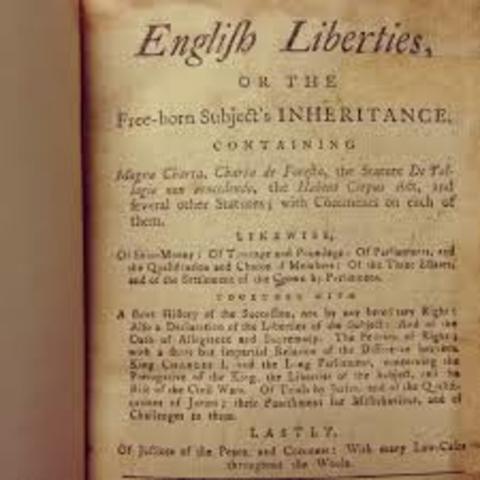 Engliſh Liberties,
OR THE
Free-born Subject's INHERITANCE.
CONTAINING
Magna Charta, Charta de Foreſta, the Statute De Tal-
lagio non concedendo, the Habeas Corpus Act, and
ſeveral other Statutes; with Comments on each of
them.
LIKEWISE,
Of Ship-Money; Of Tonnage and Poundage; Of Parliaments, and
the Qualification and Choice of Members; Of the Three Eſtates,
and of the Settlement of the Crown by Parliament.
TOGETHER WITH
A ſhort Hiſtory of the Succeſſion, not by any hereditary Right:
Alſo a Declaration of the Liberties of the Subject: And of the
Oath of Allegiance and Supremacy. The Petition of Right;
with a ſhort but impartial Relation of the Difference between
King CHARLES I. and the Long Parliament, concerning the
Prerogative of the King, the Liberties of the Subject, and the
Riſe of the Civil Wars. Of Trials by Juries, and of the Qualifi-
cations of Jurors; their Puniſhment for Miſbehaviour, and of
Challenges to them.
LASTLY,
Of Juſtices of the Peace, and Coroners: With many Law-Caſes
throughout the Whole.